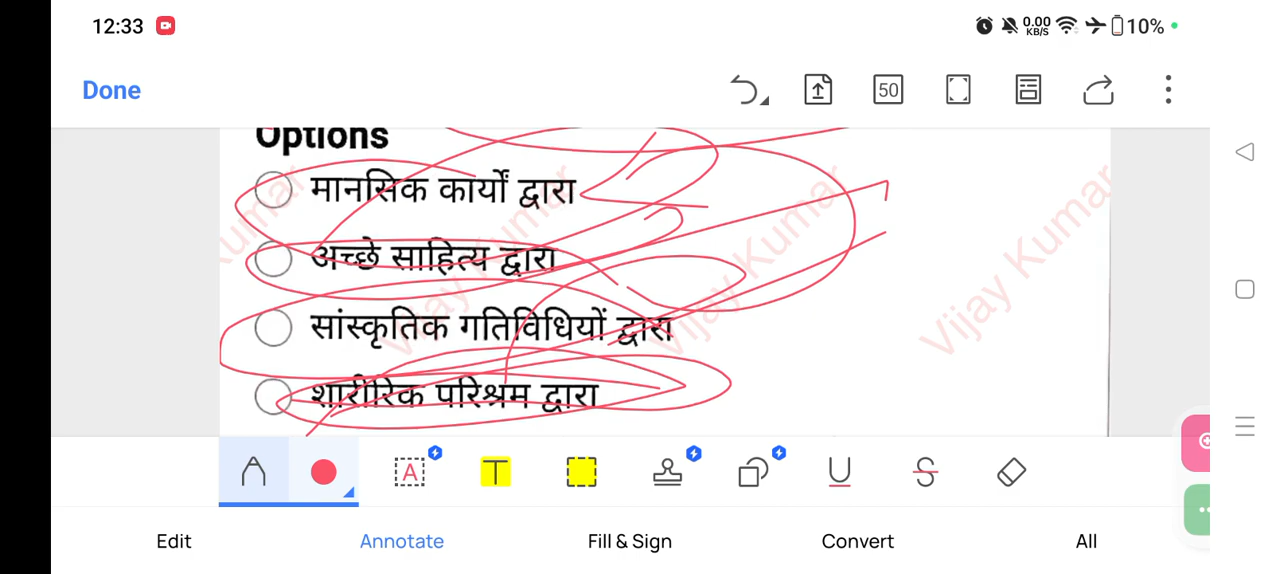 12:33 0.00 KB/S 10%
Done 50
Options
मानसिक कार्यों द्वारा
अच्छे साहित्य द्वारा
सांस्कृतिक गतिविधियों द्वारा
शारीरिक परिश्रम द्वारा
Kumar Vijay Kumar Vijay Kumar Vijay Kumar
A T U S
Edit Annotate Fill & Sign Convert All